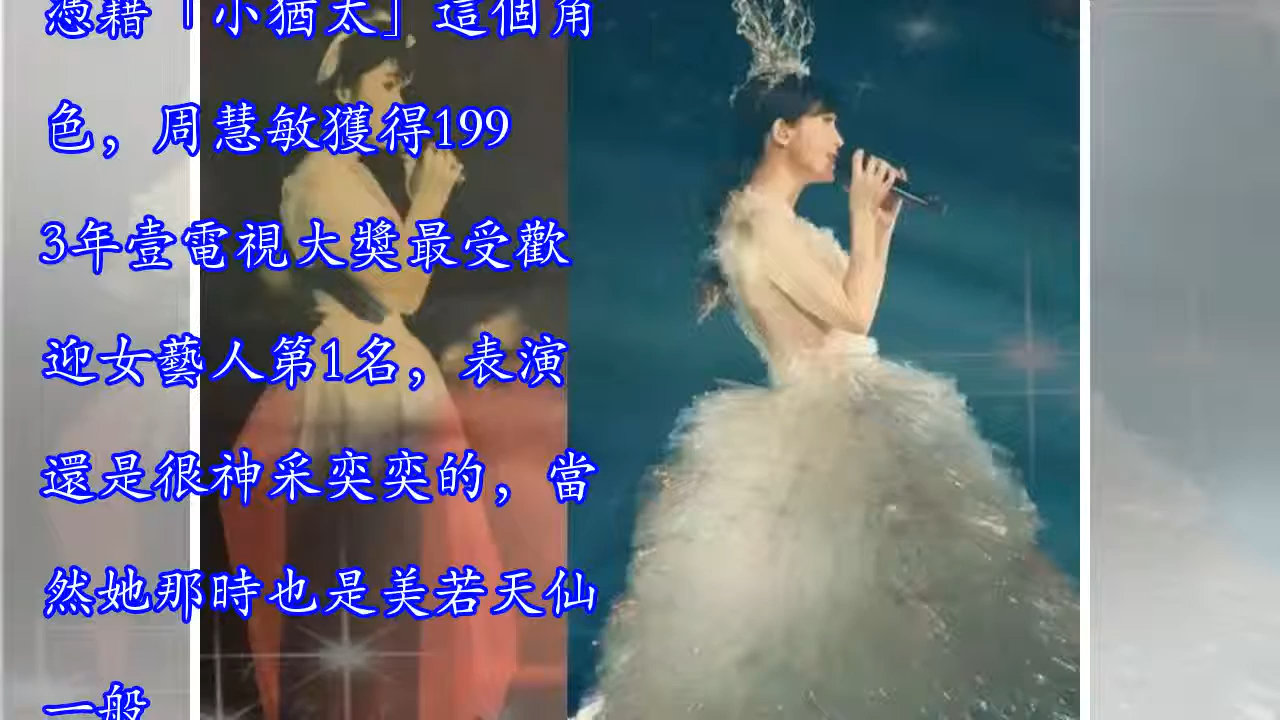 憑藉「小猶太」這個角
色，周慧敏獲得199
3年壹電視大獎最受歡
迎女藝人第1名，表演
還是很神采奕奕的，當
然她那時也是美若天仙
一般